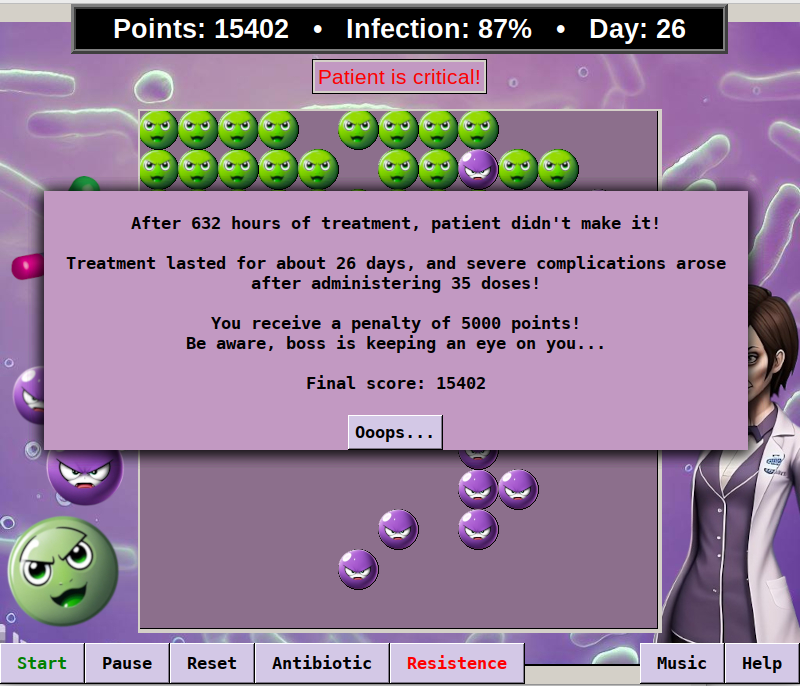 Points: 15402 • Infection: 87% • Day: 26
Patient is critical!
After 632 hours of treatment, patient didn't make it!
Treatment lasted for about 26 days, and severe complications arose
after administering 35 doses!
You receive a penalty of 5000 points!
Be aware, boss is keeping an eye on you...
Final score: 15402
Ooops...
Start Pause Reset Antibiotic Resistence Music Help